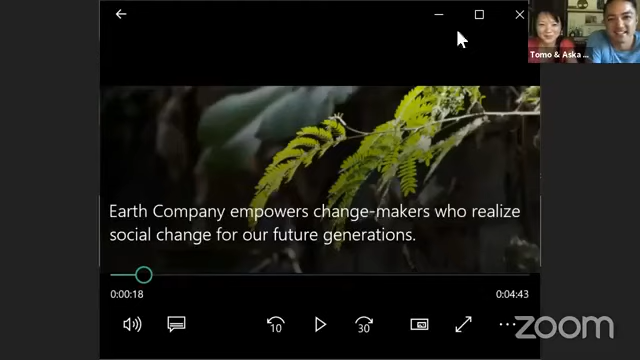 Tomo & Aska ...
Earth Company empowers change-makers who realize
social change for our future generations.
0:00:18
0:04:43
10
30
zoom